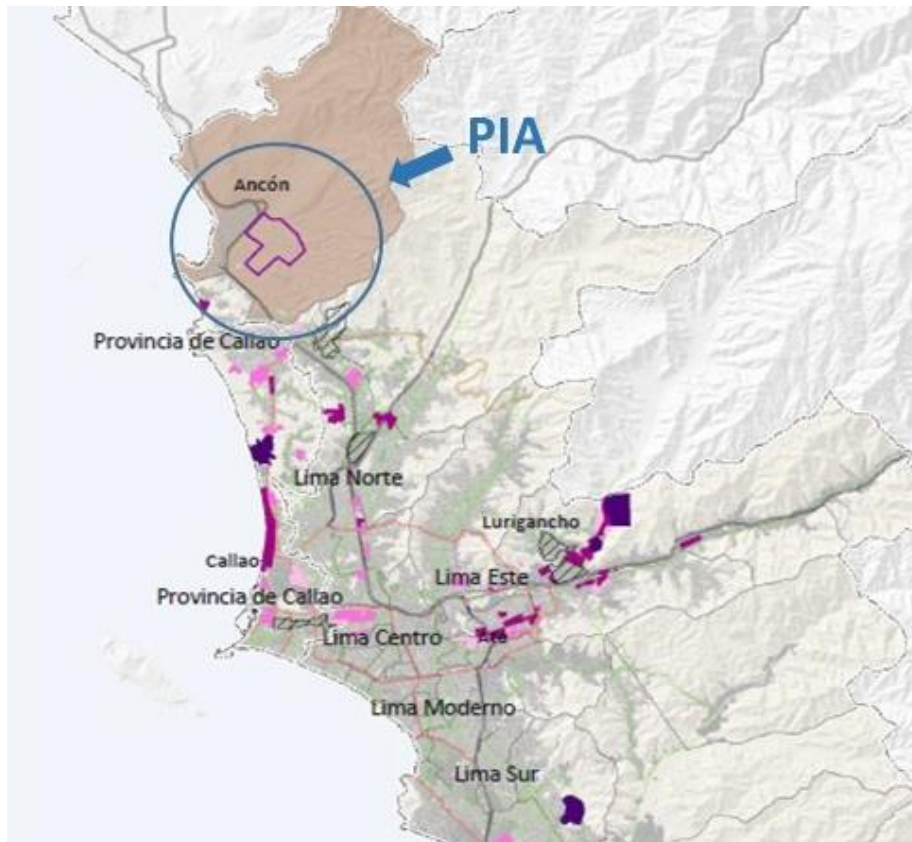 PIA
Ancón
Provincia de Callao
Lima Norte
Lurigancho
Callao
Lima Este
Provincia de Callao
Lima Centro
Ate
Lima Moderno
Lima Sur